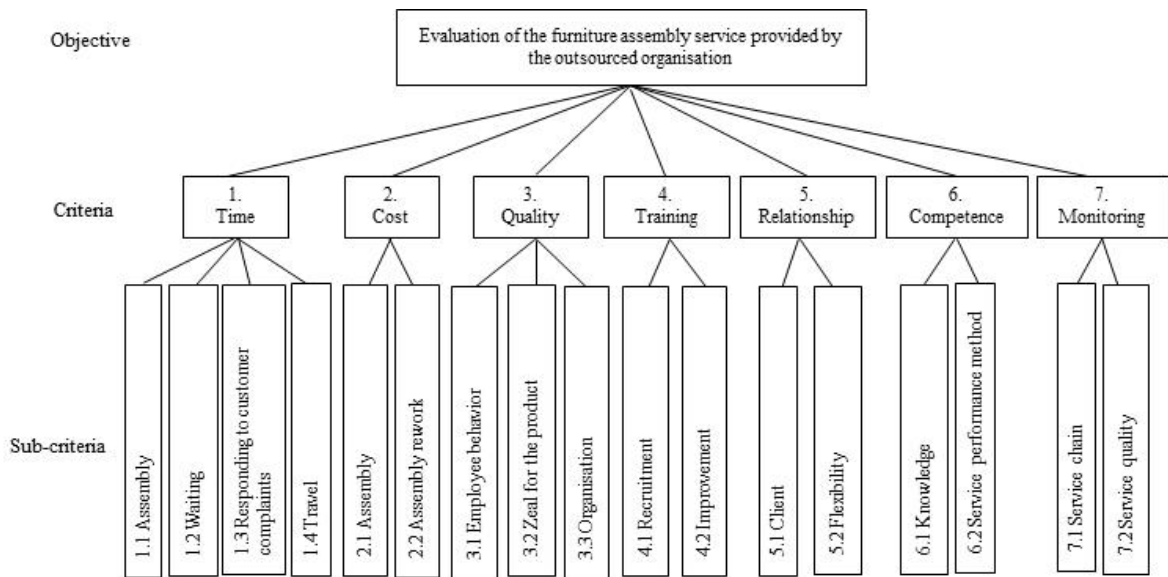 Objective
Evaluation of the furniture assembly service provided by
the outsourced organisation
Criteria
1.
Time
2.
Cost
3.
Quality
4.
Training
5.
Relationship
6.
Competence
7.
Monitoring
Sub-criteria
1.1 Assembly
1.2 Waiting
1.3 Responding to customer
complaints
1.4 Travel
2.1 Assembly
2.2 Assembly rework
3.1 Employee behavior
3.2 Zeal for the product
3.3 Organisation
4.1 Recruitment
4.2 Improvement
5.1 Client
5.2 Flexibility
6.1 Knowledge
6.2 Service performance method
7.1 Service chain
7.2 Service quality